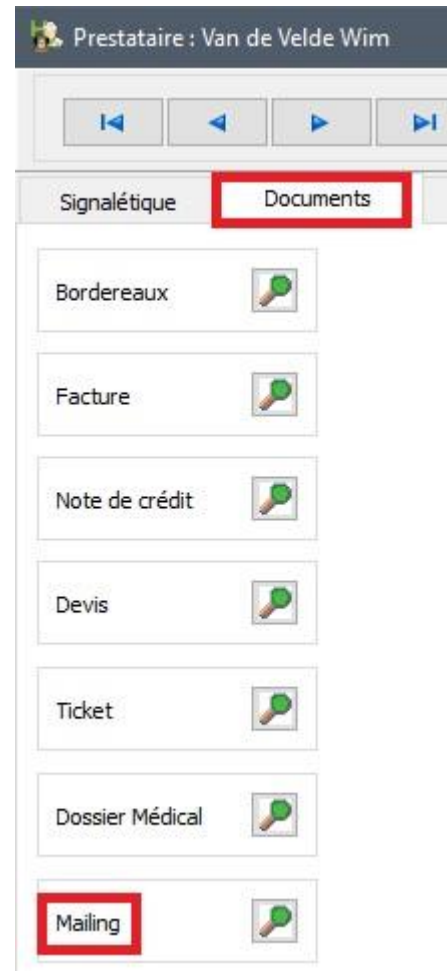 Prestataire : Van de Velde Wim
Signalétique Documents
Bordereaux
Facture
Note de crédit
Devis
Ticket
Dossier Médical
Mailing